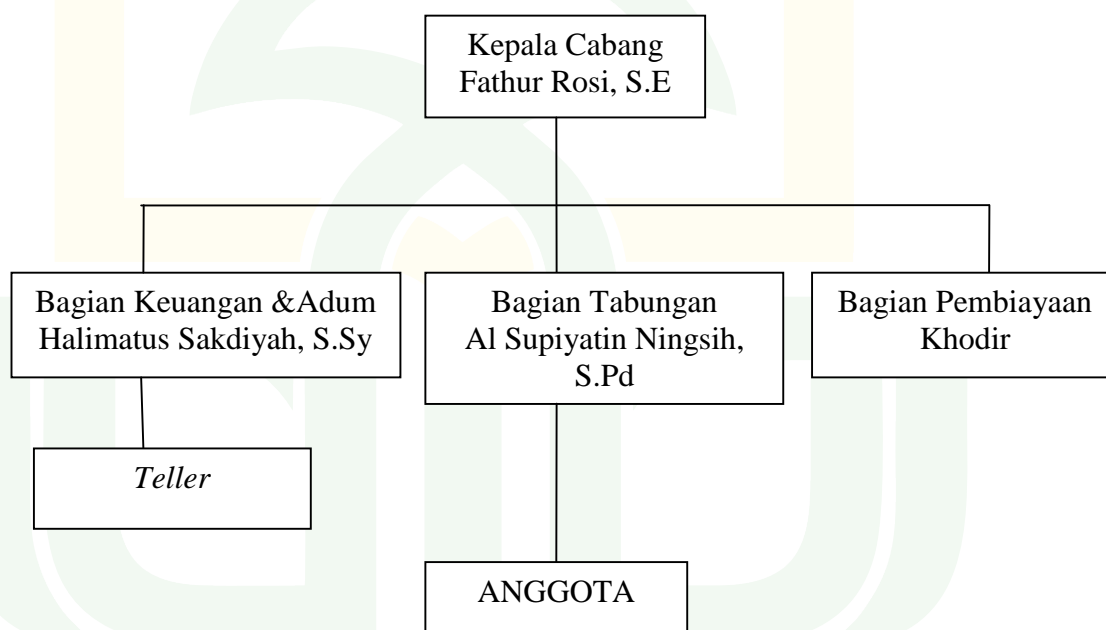 Kepala Cabang
Fathur Rosi, S.E
Bagian Keuangan &Adum
Halimatus Sakdiyah, S.Sy
Bagian Tabungan
Al Supiyatin Ningsih,
S.Pd
Bagian Pembiayaan
Khodir
Teller
ANGGOTA